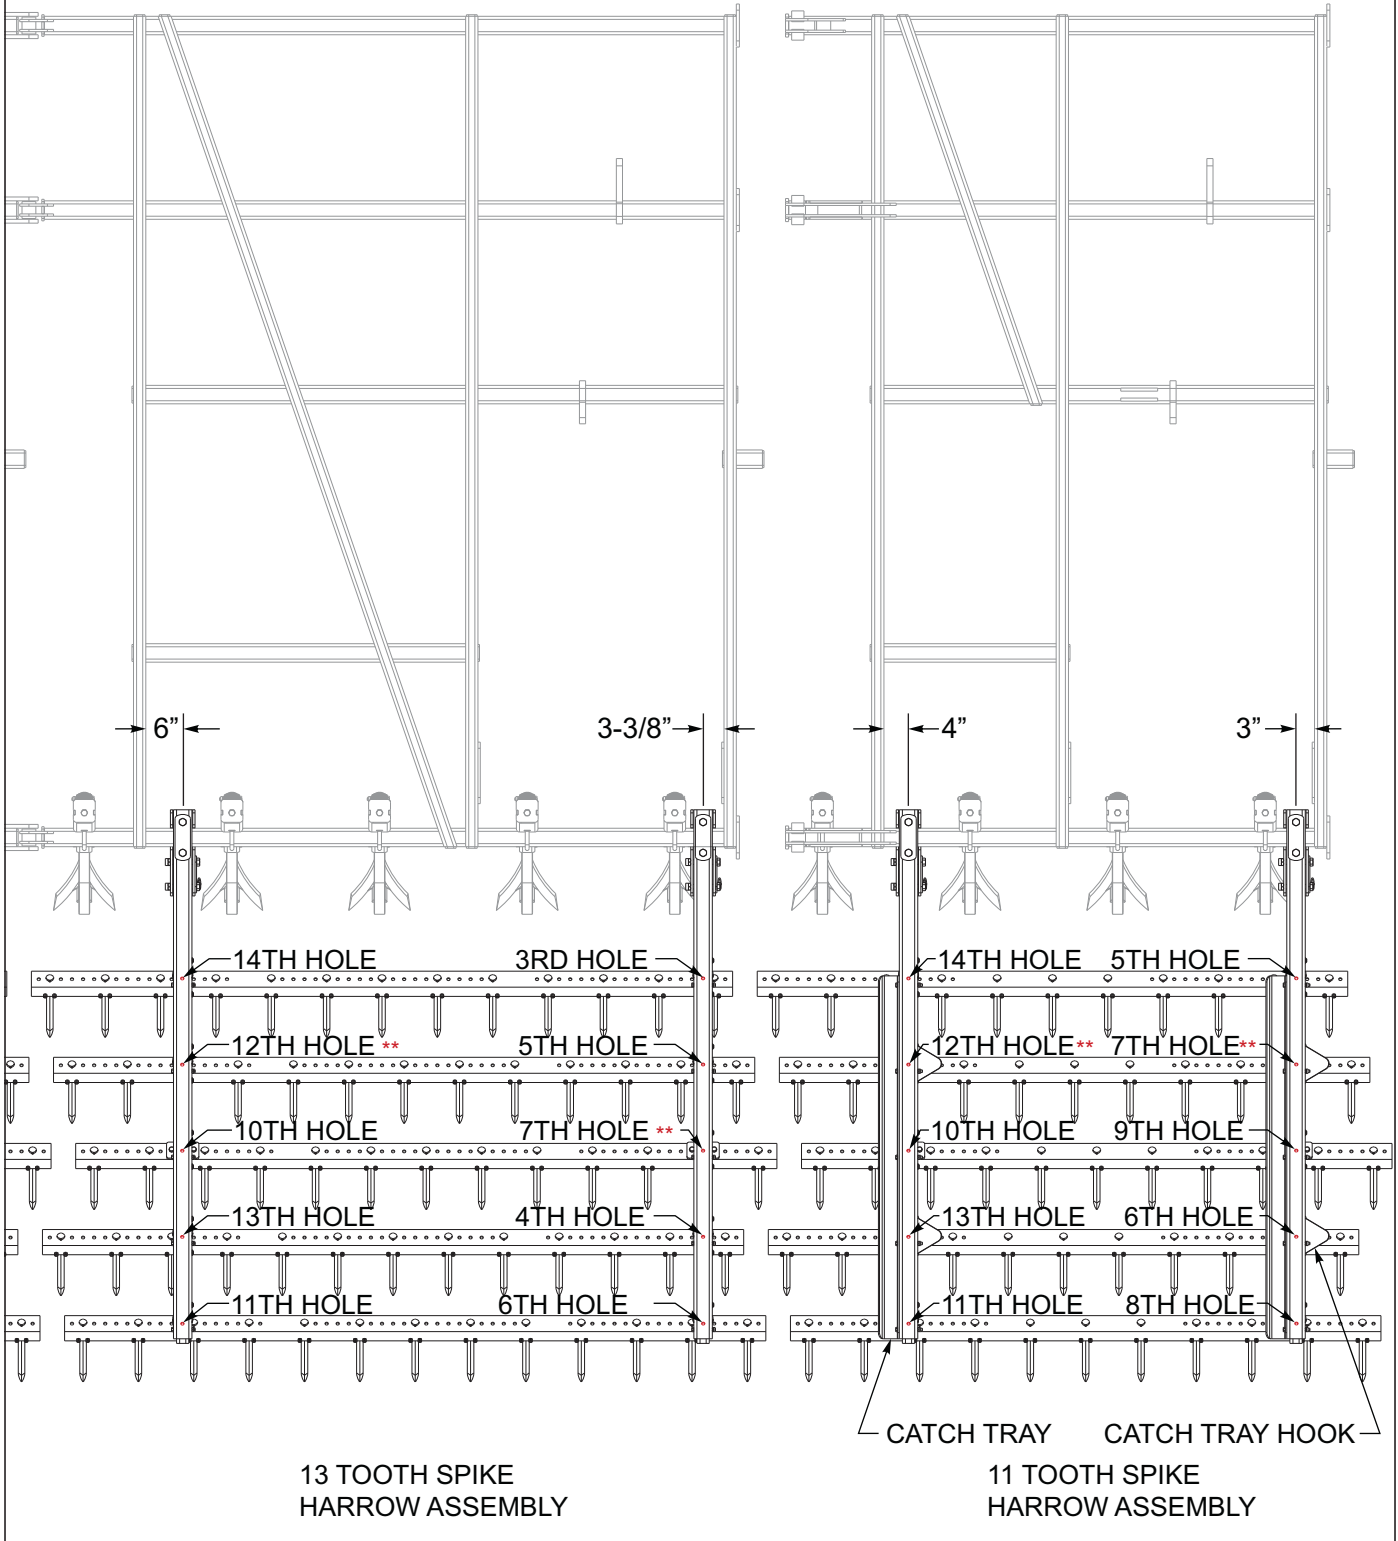 6” 3-3/8” 4” 3”
14TH HOLE 3RD HOLE 14TH HOLE 5TH HOLE
12TH HOLE ** 5TH HOLE 12TH HOLE** 7TH HOLE**
10TH HOLE 7TH HOLE ** 10TH HOLE 9TH HOLE
13TH HOLE 4TH HOLE 13TH HOLE 6TH HOLE
11TH HOLE 6TH HOLE 11TH HOLE 8TH HOLE
CATCH TRAY CATCH TRAY HOOK
13 TOOTH SPIKE
HARROW ASSEMBLY
11 TOOTH SPIKE
HARROW ASSEMBLY